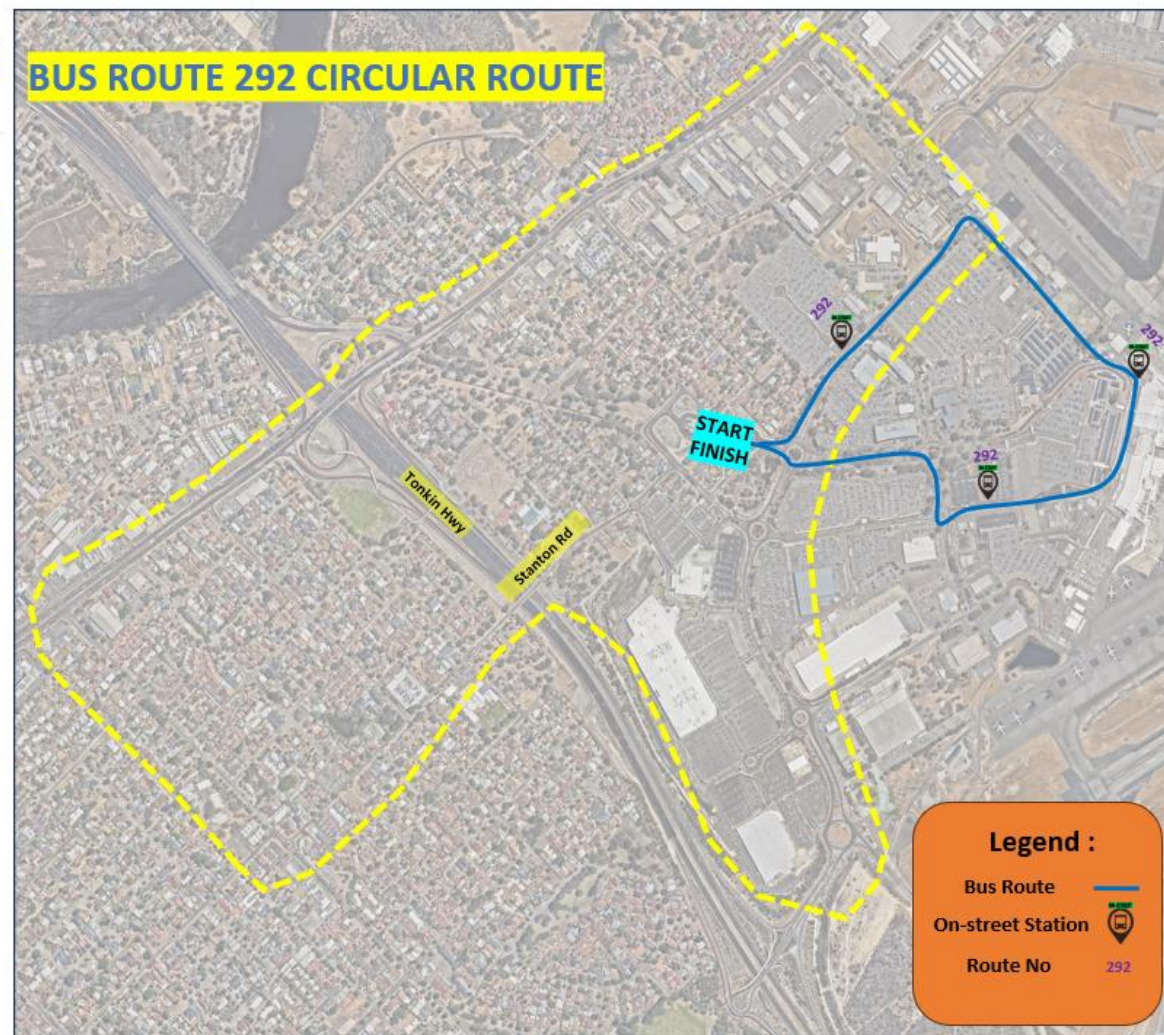 BUS ROUTE 292 CIRCULAR ROUTE
292
292
START
FINISH
292
Tonkin Hwy
Stanton Rd
Legend :
Bus Route
On-street Station
Route No 292